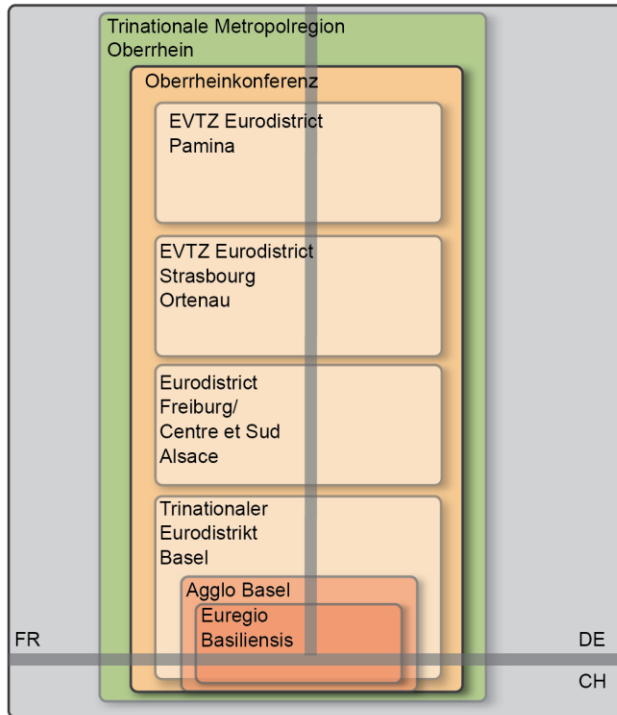 Trinationale Metropolregion
Oberrhein
Oberrheinkonferenz
EVTZ Eurodistrict
Pamina
EVTZ Eurodistrict
Strasbourg
Ortenau
Eurodistrict
Freiburg/
Centre et Sud
Alsace
Trinationaler
Eurodistrikt
Basel
Agglo Basel
Euregio
Basiliensis
FR
DE
CH